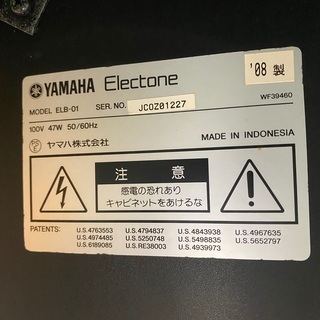 YAMAHA Electone
'08 製
MODEL ELB-01 SER. NO. JCOZ01227
WF39460
100V 47W 50/60Hz
MADE IN INDONESIA
ヤマハ株式会社
注意
感電の恐れあり
キャビネットをあけるな
PATENTS: U.S.4763553 U.S.4794837 U.S.4843938 U.S.4967635
U.S.4974485 U.S.5250748 U.S.5498835 U.S.5652797
U.S.6189085 U.S.RE38003 U.S.4939973